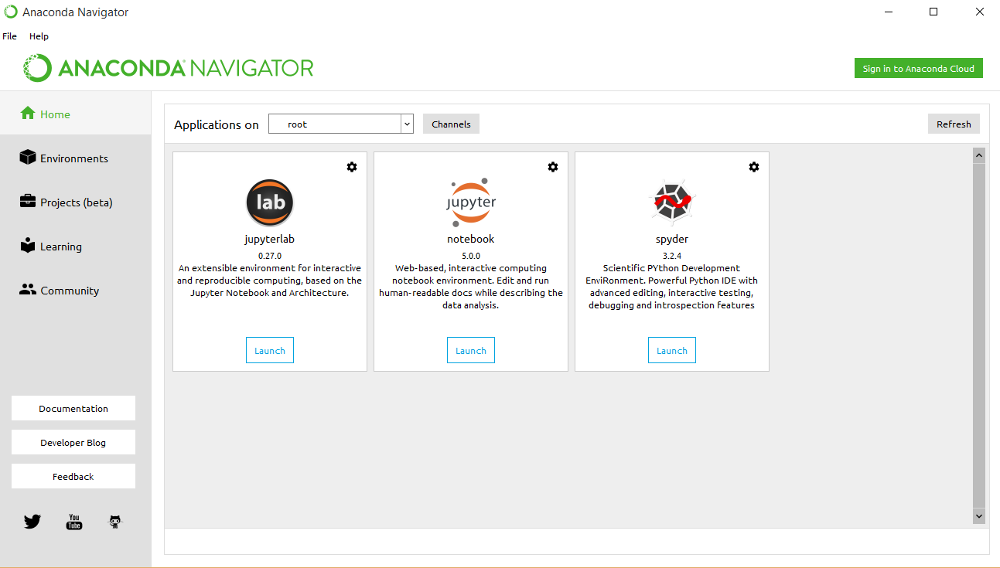 Anaconda Navigator
File Help
ANACONDA NAVIGATOR
Sign in to Anaconda Cloud
Home
Environments
Projects (beta)
Learning
Community
Documentation
Developer Blog
Feedback
You
Tube
Applications on root Channels Refresh
lab
jupyterlab
0.27.0
An extensible environment for interactive
and reproducible computing, based on the
Jupyter Notebook and Architecture.
Launch
jupyter
notebook
5.0.0
Web-based, interactive computing
notebook environment. Edit and run
human-readable docs while describing the
data analysis.
Launch
spyder
3.2.4
Scientific PYthon Development
EnviRonment. Powerful Python IDE with
advanced editing, interactive testing,
debugging and introspection features
Launch